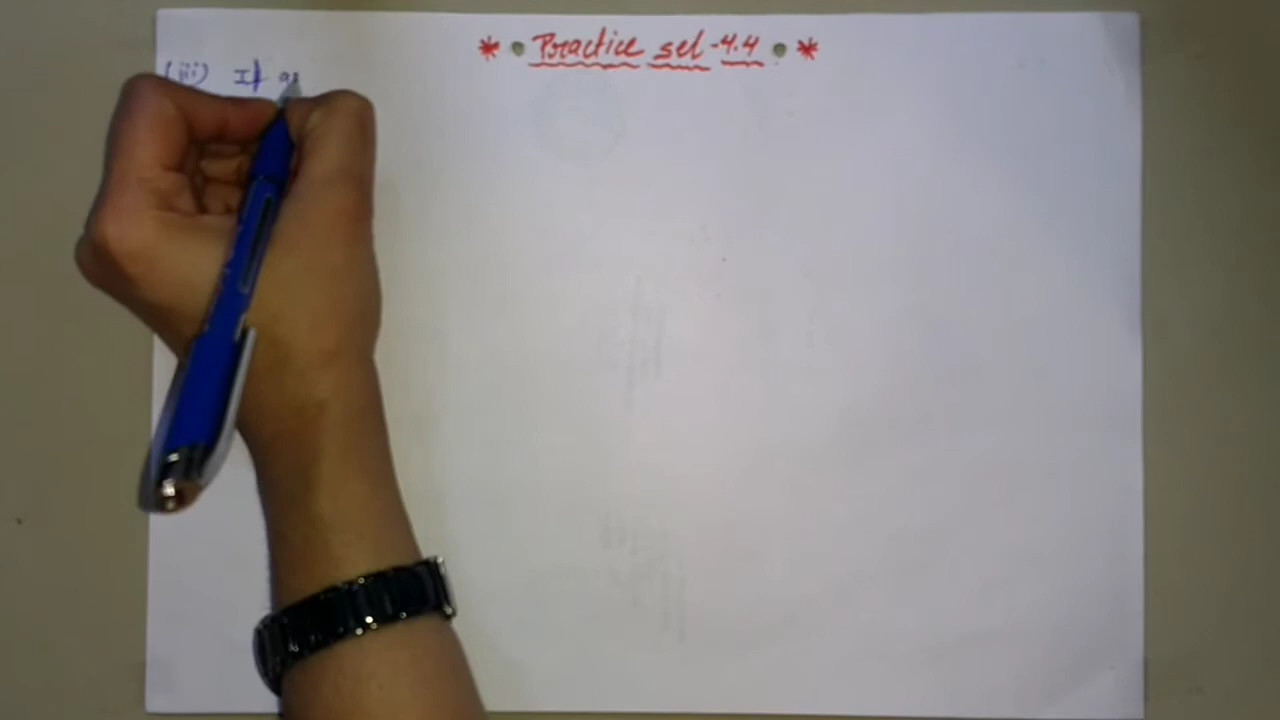 * • Practice set-4.4 • *
(iii) If